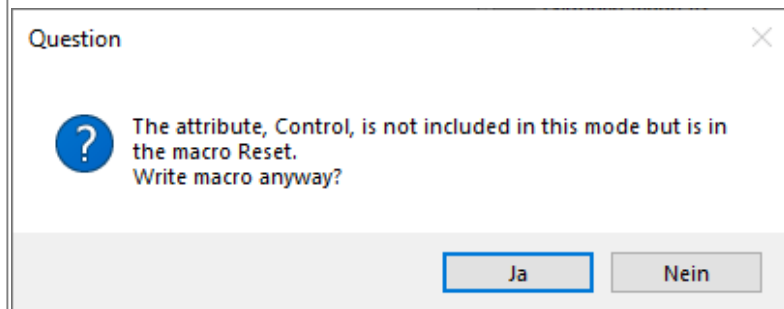 Question
The attribute, Control, is not included in this mode but is in
the macro Reset.
Write macro anyway?
Ja
Nein